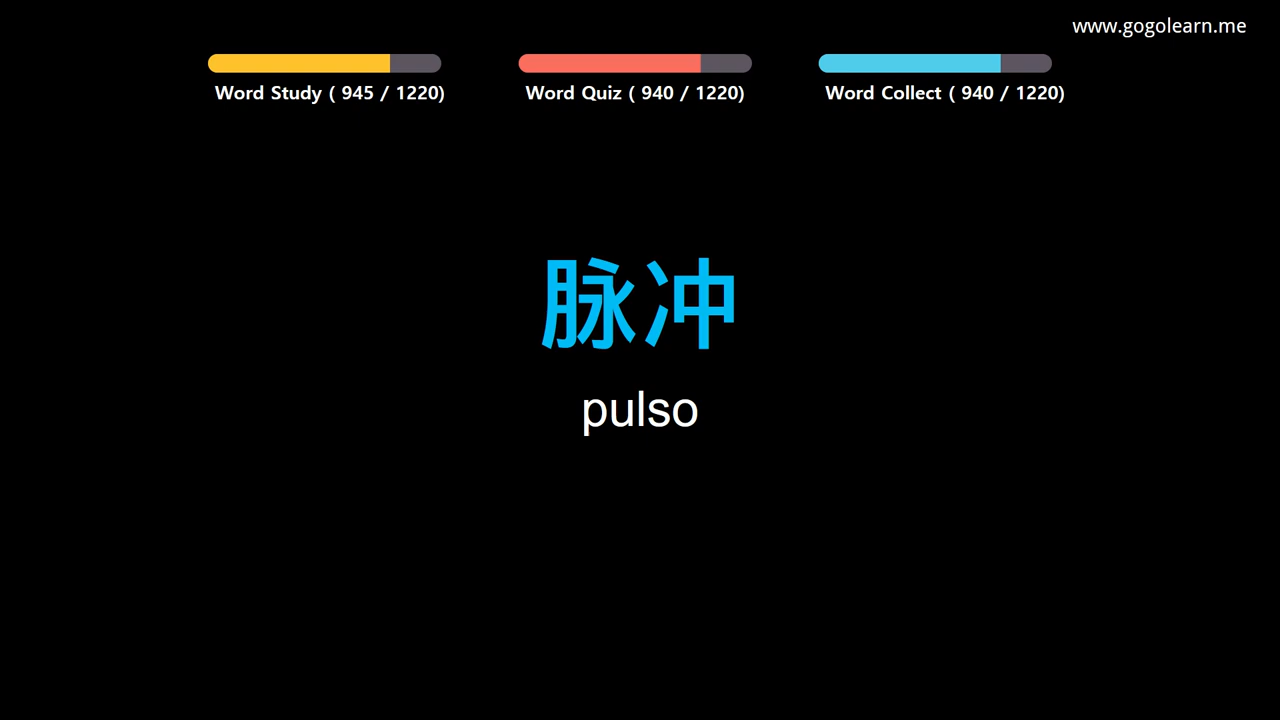 www.gogolearn.me
Word Study ( 945 / 1220)
Word Quiz ( 940 / 1220)
Word Collect ( 940 / 1220)
脉冲
pulso